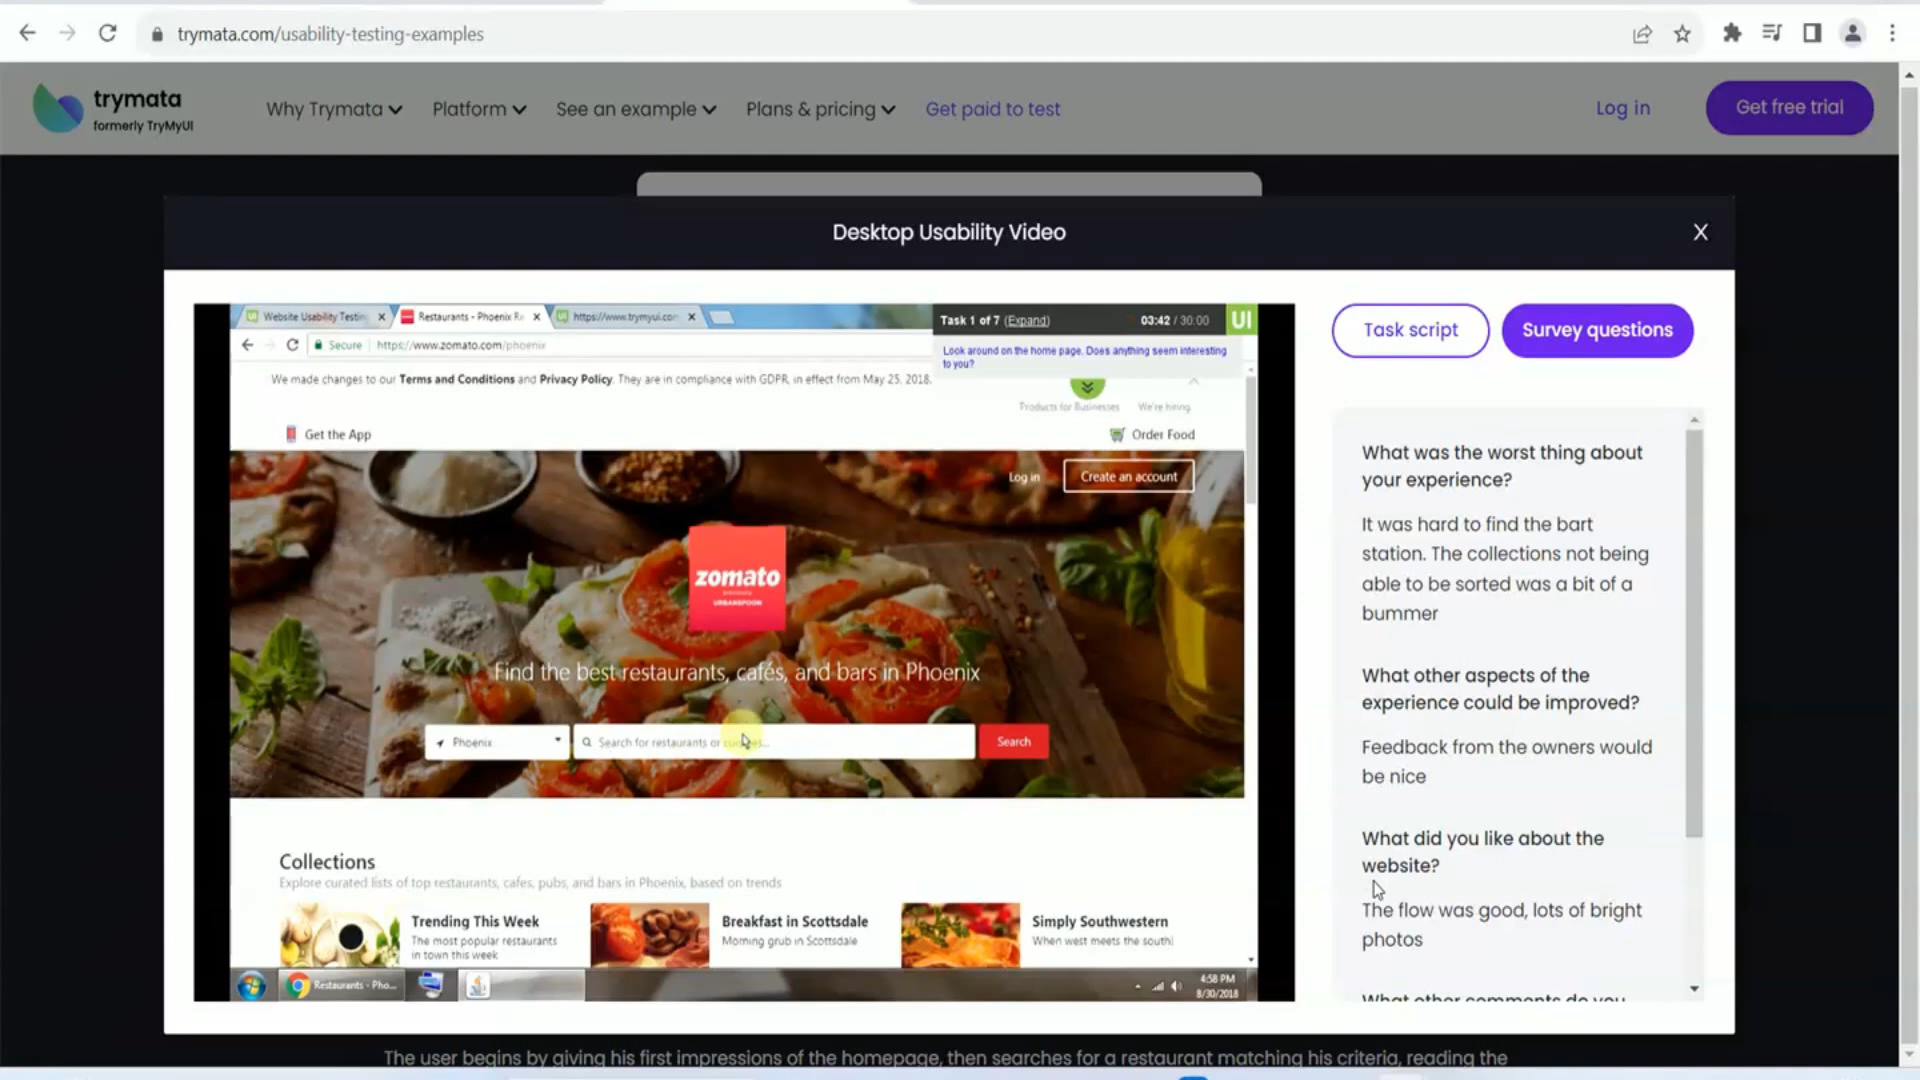 trymata.com/usability-testing-examples
trymata
formerly TryMyUI
Why Trymata
Platform
See an example
Plans & pricing
Get paid to test
Log in
Get free trial
Desktop Usability Video
X
Website Usability Testing
Restaurants - Phoenix Re
https://www.trymyui.con
Task 1 of 7 (Expand)
03:42 / 30:00
UI
Secure
https://www.zomato.com/phoenix
Look around on the home page. Does anything seem interesting
to you?
We made changes to our Terms and Conditions and Privacy Policy. They are in compliance with GDPR, in effect from May 25, 2018.
Products for Businesses
We're hiring
Get the App
Order Food
Log in
Create an account
zomato
URBANSPOON
Find the best restaurants, cafés, and bars in Phoenix
Phoenix
Search for restaurants or
Search
Collections
Explore curated lists of top restaurants, cafes, pubs, and bars in Phoenix, based on trends
Trending This Week
The most popular restaurants
in town this week
Breakfast in Scottsdale
Morning grub in Scottsdale
Simply Southwestern
When west meets the south!
Restaurants - Pho...
4:58 PM
8/30/2018
Task script
Survey questions
What was the worst thing about
your experience?
It was hard to find the bart
station. The collections not being
able to be sorted was a bit of a
bummer
What other aspects of the
experience could be improved?
Feedback from the owners would
be nice
What did you like about the
website?
The flow was good, lots of bright
photos
What other comments do you
The user begins by giving his first impressions of the homepage, then searches for a restaurant matching his criteria, reading the